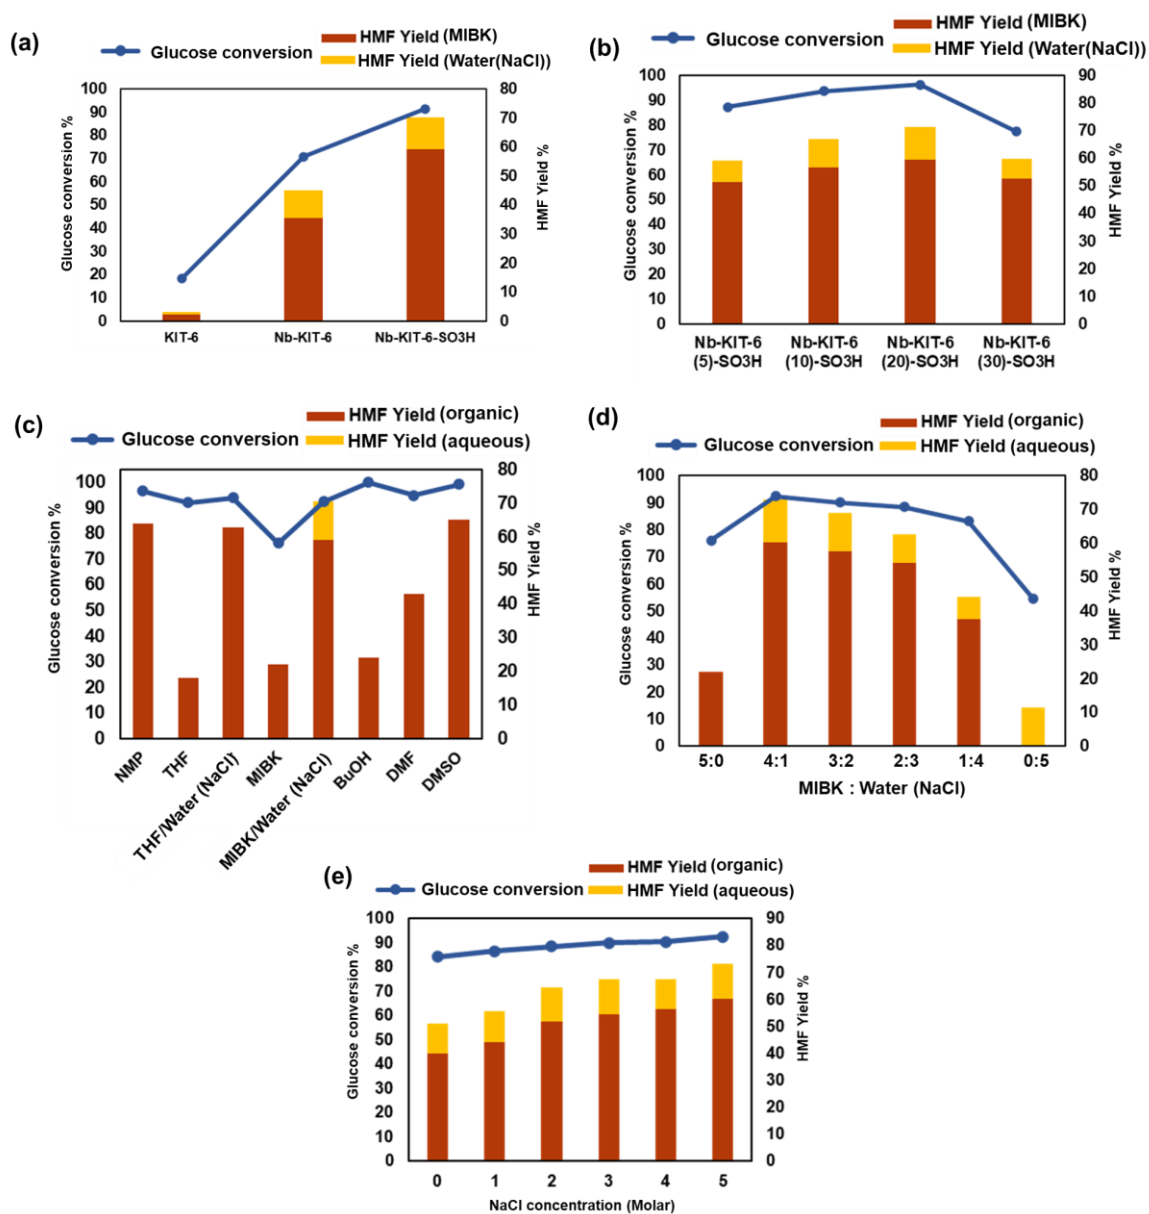 (a)
Glucose conversion
HMF Yield (MIBK)
HMF Yield (Water(NaCl))
Glucose conversion %
100
90
80
70
60
50
40
30
20
10
0
80
70
60
50
40
30
20
10
0
HMF Yield %
KIT-6
Nb-KIT-6
Nb-KIT-6-SO3H
(b)
Glucose conversion
HMF Yield (MIBK)
HMF Yield (Water(NaCl))
Glucose conversion %
100
90
80
70
60
50
40
30
20
10
0
90
80
70
60
50
40
30
20
10
0
HMF Yield %
Nb-KIT-6
(5)-SO3H
Nb-KIT-6
(10)-SO3H
Nb-KIT-6
(20)-SO3H
Nb-KIT-6
(30)-SO3H
(c)
Glucose conversion
HMF Yield (organic)
HMF Yield (aqueous)
Glucose conversion %
100
90
80
70
60
50
40
30
20
10
0
80
70
60
50
40
30
20
10
0
HMF Yield %
NMP
THF
THF/Water (NaCl)
MIBK
MIBK/Water (NaCl)
BuOH
DMF
DMSO
(d)
Glucose conversion
HMF Yield (organic)
HMF Yield (aqueous)
Glucose conversion %
100
90
80
70
60
50
40
30
20
10
0
80
70
60
50
40
30
20
10
0
HMF Yield %
5:0
4:1
3:2
2:3
1:4
0:5
MIBK : Water (NaCl)
(e)
Glucose conversion
HMF Yield (organic)
HMF Yield (aqueous)
Glucose conversion %
100
90
80
70
60
50
40
30
20
10
0
90
80
70
60
50
40
30
20
10
0
HMF Yield %
0
1
2
3
4
5
NaCl concentration (Molar)